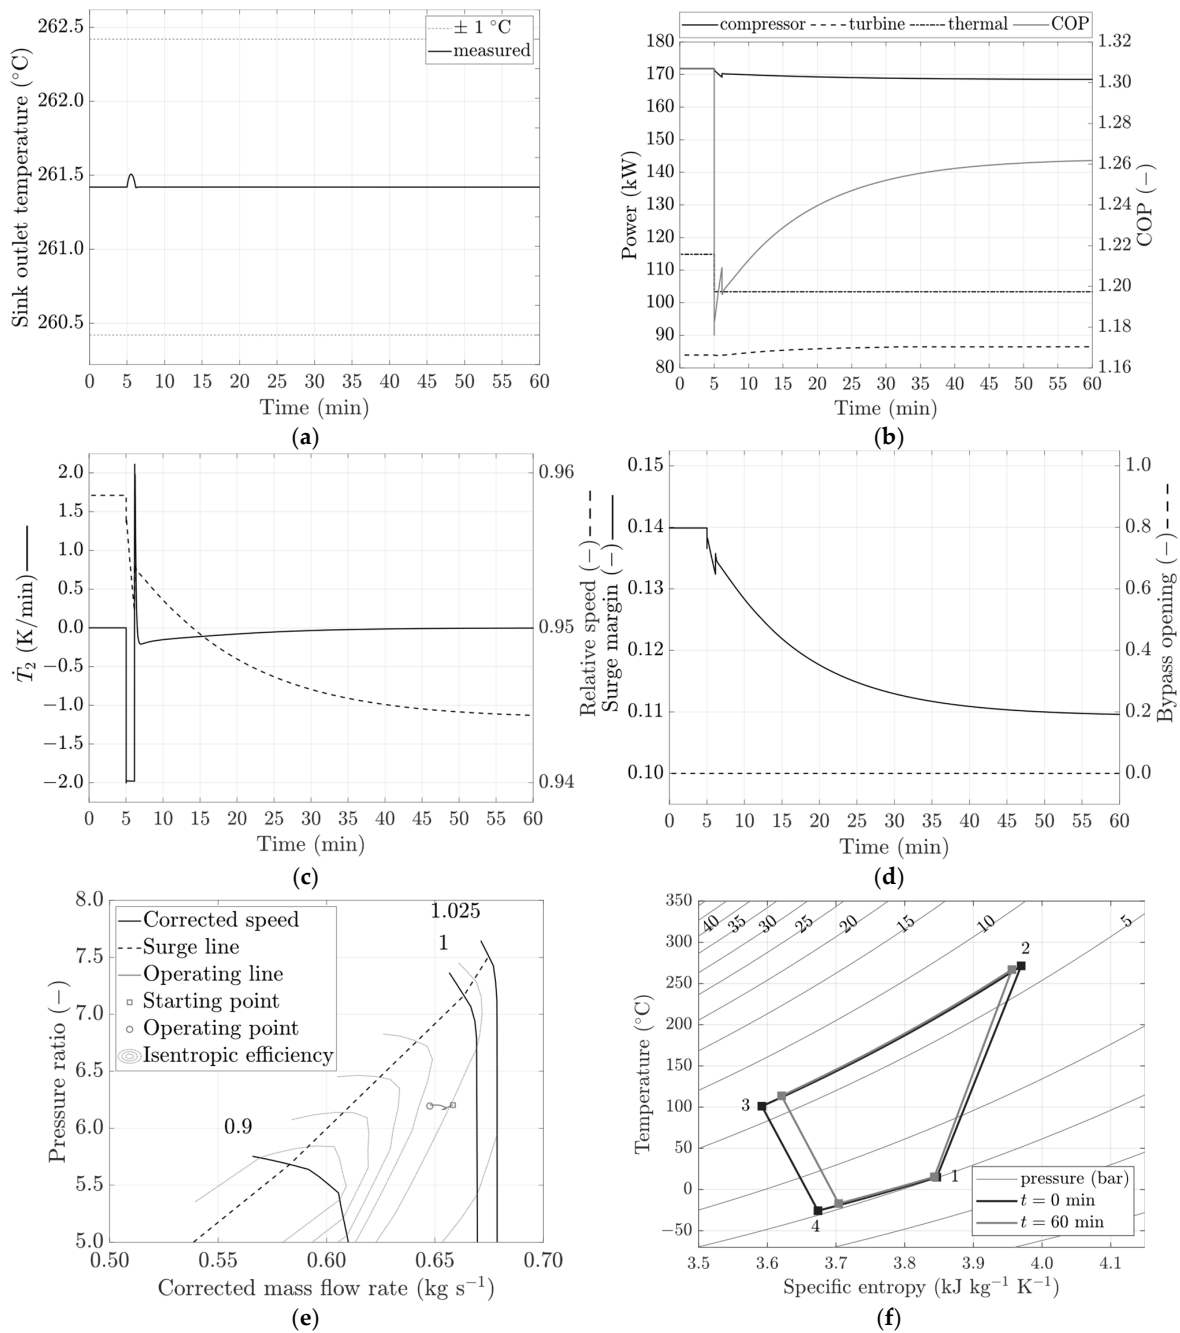 ± 1 °C
measured
262.5
262.0
261.5
261.0
260.5
Sink outlet temperature (°C)
0 5 10 15 20 25 30 35 40 45 50 55 60
Time (min)
(a)
compressor turbine thermal COP
180
170
160
150
140
130
120
110
100
90
80
Power (kW)
1.32
1.30
1.28
1.26
1.24
1.22
1.20
1.18
1.16
COP (−)
0 5 10 15 20 25 30 35 40 45 50 55 60
Time (min)
(b)
2.0
1.5
1.0
0.5
0.0
−0.5
−1.0
−1.5
−2.0
Ṫ2 (K/min)
0.96
0.95
0.94
Relative speed (−)
0 5 10 15 20 25 30 35 40 45 50 55 60
Time (min)
(c)
0.15
0.14
0.13
0.12
0.11
0.10
Surge margin (−)
1.0
0.8
0.6
0.4
0.2
0.0
Bypass opening (−)
0 5 10 15 20 25 30 35 40 45 50 55 60
Time (min)
(d)
8.0
7.5
7.0
6.5
6.0
5.5
5.0
Pressure ratio (−)
Corrected speed
Surge line
Operating line
Starting point
Operating point
Isentropic efficiency
1.025
1
0.9
0.50 0.55 0.60 0.65 0.70
Corrected mass flow rate (kg s−1)
(e)
350
300
250
200
150
100
50
0
−50
Temperature (°C)
40 35 30 25 20 15 10 5
2
3
1
4
pressure (bar)
t = 0 min
t = 60 min
3.5 3.6 3.7 3.8 3.9 4.0 4.1
Specific entropy (kJ kg−1 K−1)
(f)